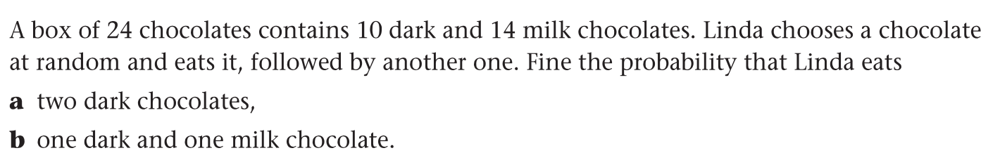 A box of 24 chocolates contains 10 dark and 14 milk chocolates. Linda chooses a chocolate
at random and eats it, followed by another one. Fine the probability that Linda eats
a two dark chocolates,
b one dark and one milk chocolate.